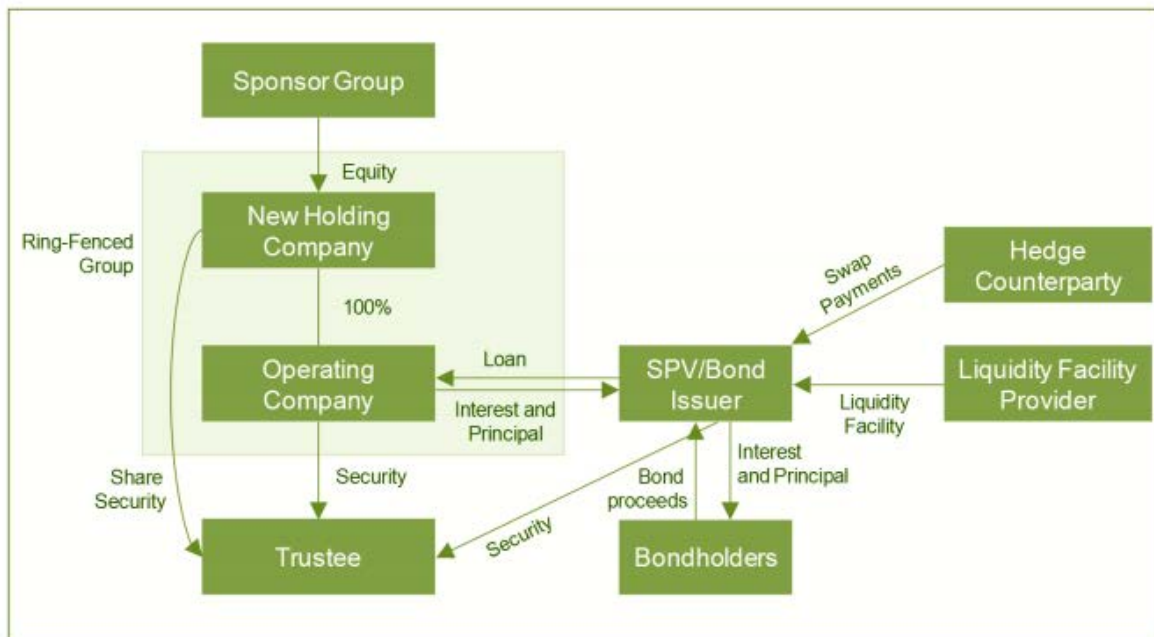 Sponsor Group
Equity
New Holding
Company
Ring-Fenced
Group
100%
Hedge
Counterparty
Swap
Payments
Operating
Company
Loan
Interest and
Principal
SPV/Bond
Issuer
Liquidity
Facility
Liquidity Facility
Provider
Share
Security
Security
Security
Bond
proceeds
Interest
and Principal
Trustee
Bondholders